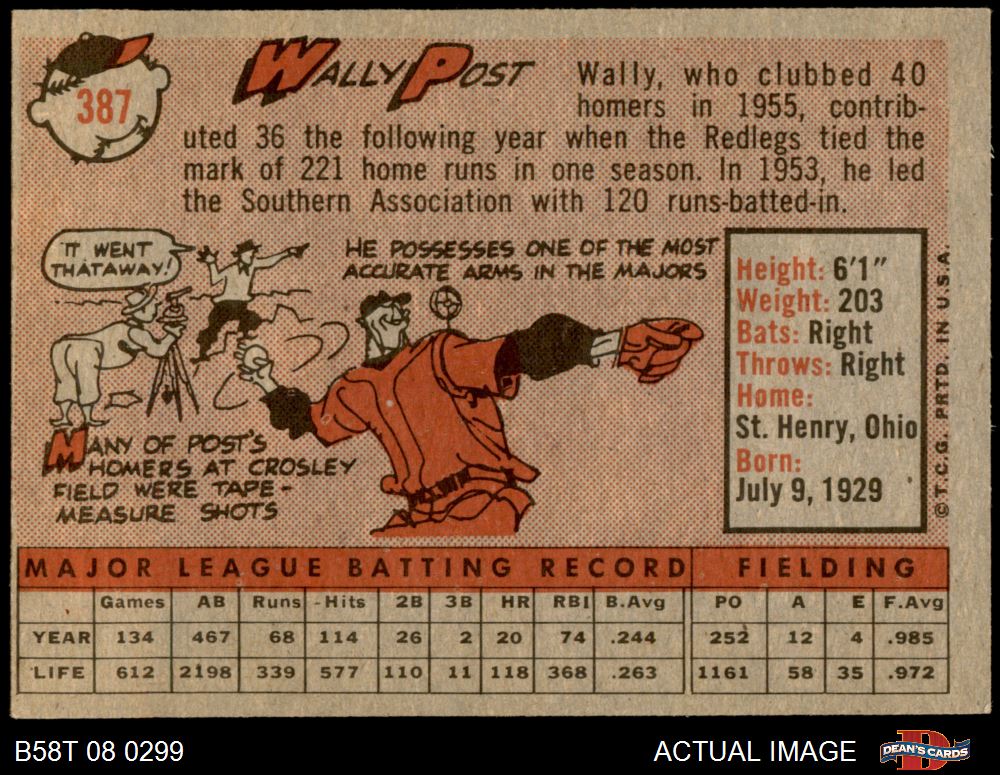 387
WALLY POST
Wally, who clubbed 40
homers in 1955, contrib-
uted 36 the following year when the Redlegs tied the
mark of 221 home runs in one season. In 1953, he led
the Southern Association with 120 runs-batted-in.
IT WENT
THATAWAY!
HE POSSESSES ONE OF THE MOST
ACCURATE ARMS IN THE MAJORS
MANY OF POST'S
HOMERS AT CROSLEY
FIELD WERE TAPE-
MEASURE SHOTS
Height: 6'1"
Weight: 203
Bats: Right
Throws: Right
Home:
St. Henry, Ohio
Born:
July 9, 1929
© T.C.G. PRTD. IN U.S.A.
MAJOR LEAGUE BATTING RECORD FIELDING
Games AB Runs Hits 2B 3B HR RBI B.Avg PO A E F.Avg
YEAR 134 467 68 114 26 2 20 74 .244 252 12 4 .985
LIFE 612 2198 339 577 110 11 118 368 .263 1161 58 35 .972
B58T 08 0299 ACTUAL IMAGE DEAN'S CARDS